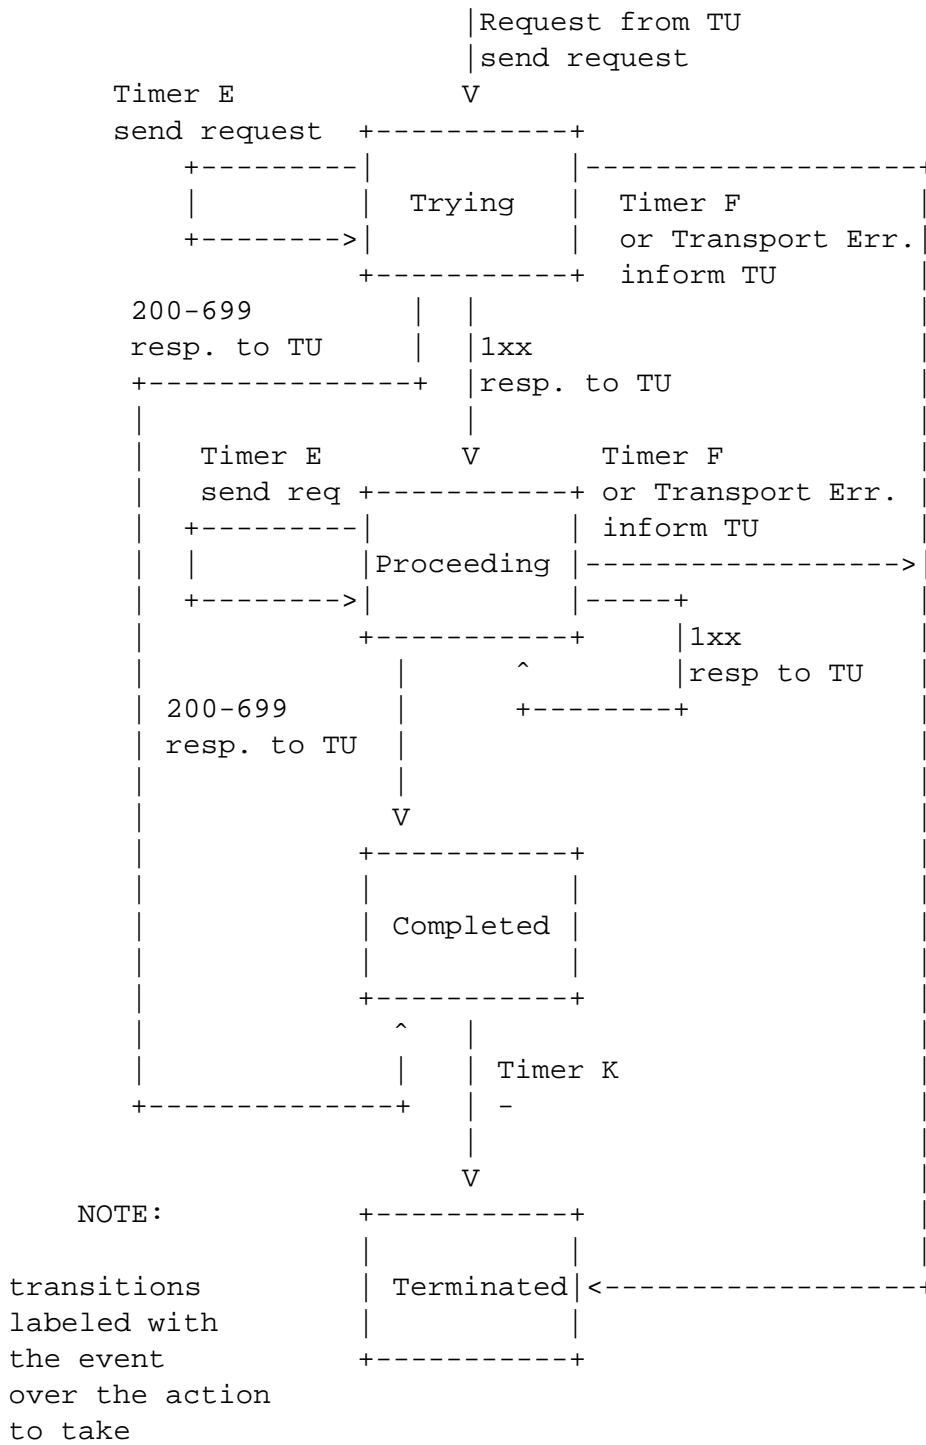 |Request from TU
|send request
Timer E V
send request +-----------+
+---------| |-------------------+
| | Trying | Timer F |
+-------->| | or Transport Err.|
+-----------+ inform TU |
200-699 | | |
resp. to TU | |1xx |
+---------------+ |resp. to TU |
| | |
| Timer E V Timer F |
| send req +-----------+ or Transport Err. |
| +---------| | inform TU |
| | |Proceeding |------------------>|
| +-------->| |-----+ |
| +-----------+ |1xx |
| | ^ |resp to TU |
| 200-699 | +--------+ |
| resp. to TU | |
| | |
| V |
| +-----------+ |
| | | |
| | Completed | |
| | | |
| +-----------+ |
| ^ | |
| | | Timer K |
+--------------+ | - |
| |
V |
NOTE: +-----------+ |
| | |
transitions | Terminated|<------------------+
labeled with | |
the event +-----------+
over the action
to take